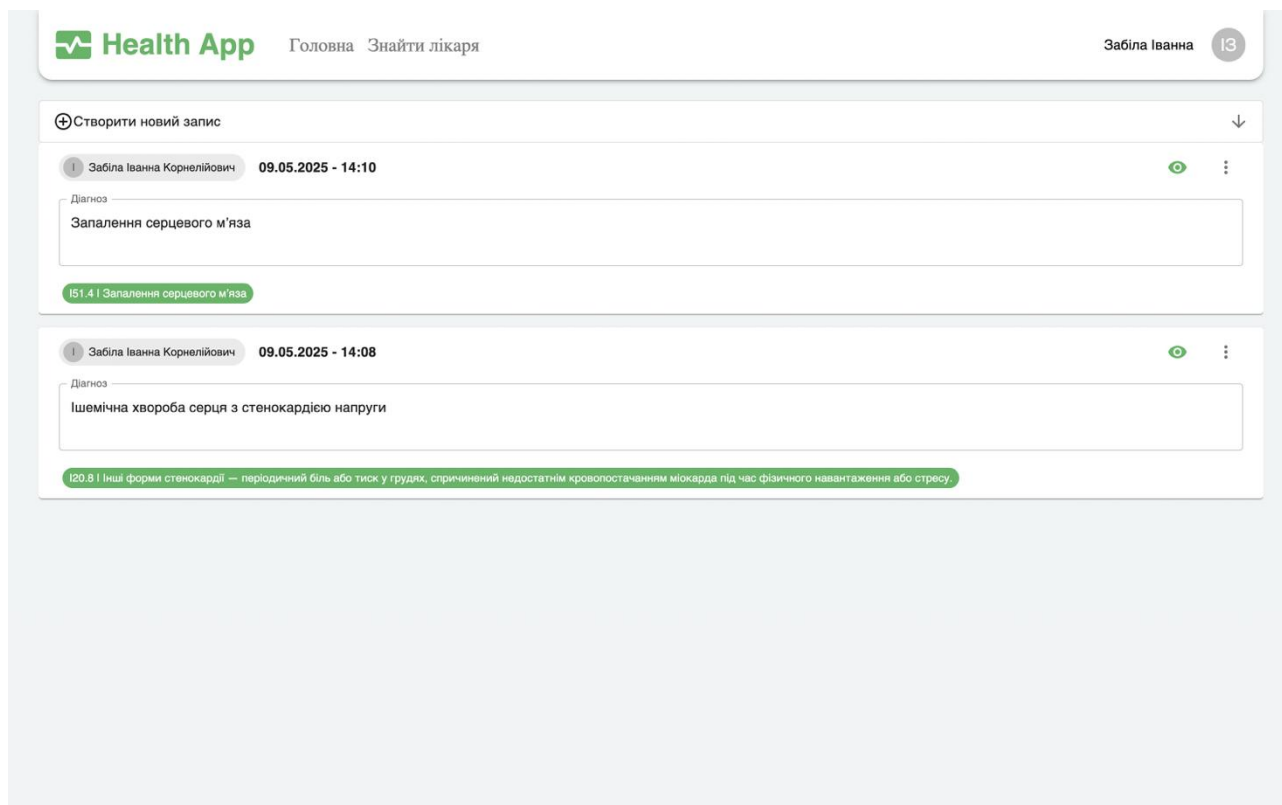 Health App Головна Знайти лікаря Забіла Іванна ІЗ
Створити новий запис
І Забіла Іванна Корнелійович 09.05.2025 - 14:10
Діагноз
Запалення серцевого м'яза
I51.4 | Запалення серцевого м'яза
І Забіла Іванна Корнелійович 09.05.2025 - 14:08
Діагноз
Ішемічна хвороба серця з стенокардією напруги
I20.8 | Інші форми стенокардії — періодичний біль або тиск у грудях, спричинений недостатнім кровопостачанням міокарда під час фізичного навантаження або стресу.